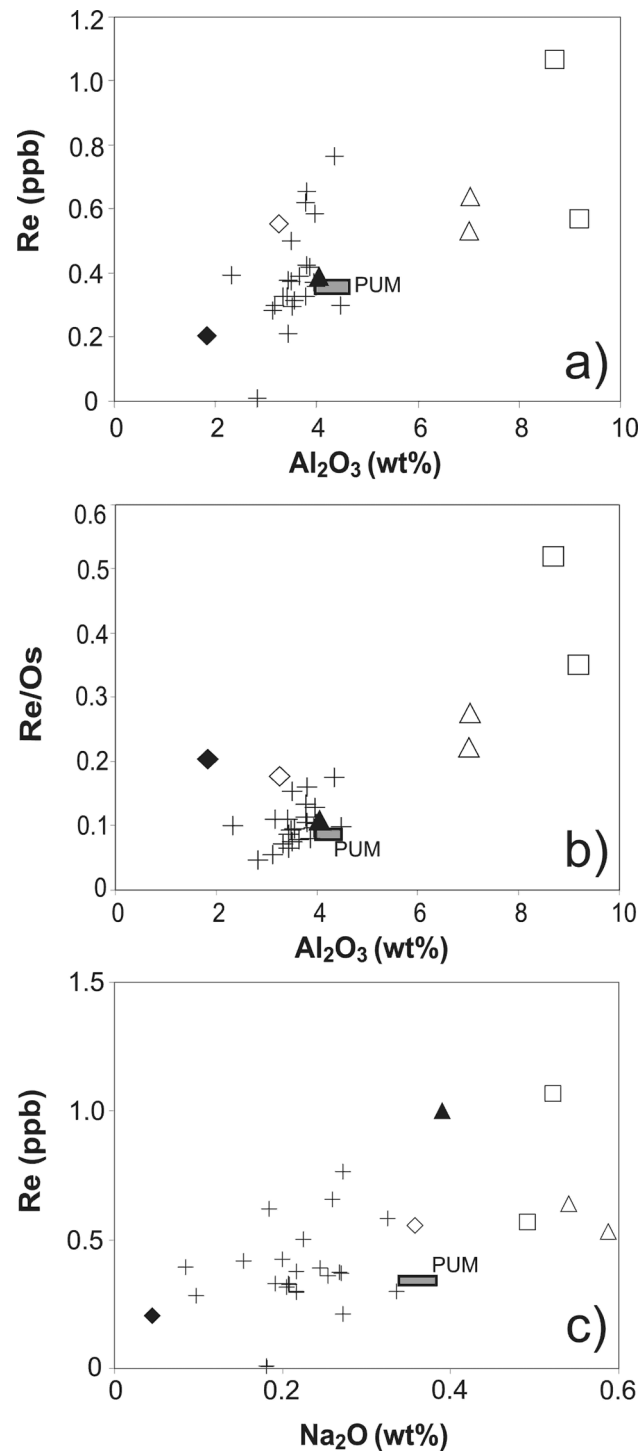 1.2
1.0
0.8
0.6
0.4
0.2
0
Re (ppb)
PUM
a)
0 2 4 6 8 10
Al₂O₃ (wt%)
0.6
0.5
0.4
0.3
0.2
0.1
0
Re/Os
PUM
b)
0 2 4 6 8 10
Al₂O₃ (wt%)
1.5
1.0
0.5
0
Re (ppb)
PUM
c)
0 0.2 0.4 0.6
Na₂O (wt%)